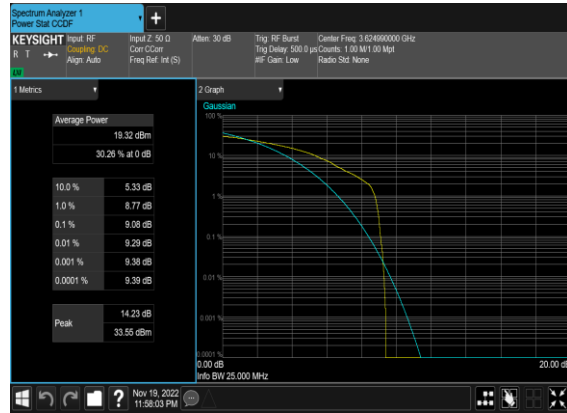 Spectrum Analyzer 1
Power Stat CCDF
KEYSIGHT
R T
LXI
Input: RF
Coupling: DC
Align: Auto
Input Z: 50 Ω
Corr CCorr
Freq Ref: Int (S)
Atten: 30 dB
Trig: RF Burst
Trig Delay: 500.0 µs
#IF Gain: Low
Center Freq: 3.624990000 GHz
Counts: 1.00 M/1.00 Mpt
Radio Std: None
1 Metrics
Average Power
19.32 dBm
30.26 % at 0 dB
10.0 % 5.33 dB
1.0 % 8.77 dB
0.1 % 9.08 dB
0.01 % 9.29 dB
0.001 % 9.38 dB
0.0001 % 9.39 dB
Peak
14.23 dB
33.55 dBm
2 Graph
Gaussian
100 %
10 %
1 %
0.1 %
0.01 %
0.001 %
0.0001 %
0.00 dB
20.00 dB
Info BW 25.000 MHz
?
Nov 19, 2022
11:58:03 PM